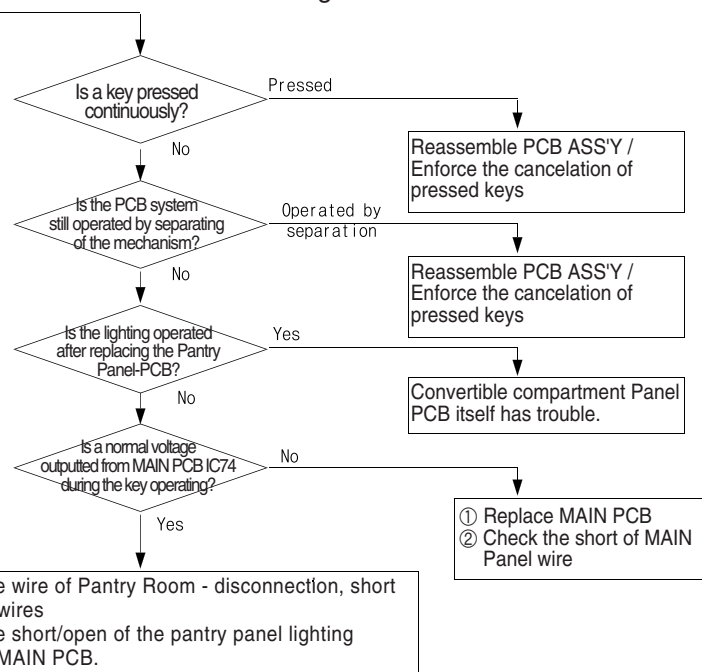 Is a key pressed
continuously?
Pressed
No
Reassemble PCB ASS'Y /
Enforce the cancelation of
pressed keys
Is the PCB system
still operated by separating
of the mechanism?
Operated by
separation
No
Reassemble PCB ASS'Y /
Enforce the cancelation of
pressed keys
Is the lighting operated
after replacing the Pantry
Panel-PCB?
Yes
No
Convertible compartment Panel
PCB itself has trouble.
Is a normal voltage
outputted from MAIN PCB IC74
during the key operating?
No
Yes
① Replace MAIN PCB
② Check the short of MAIN
Panel wire
wire of Pantry Room - disconnection, short
wires
short/open of the pantry panel lighting
MAIN PCB.